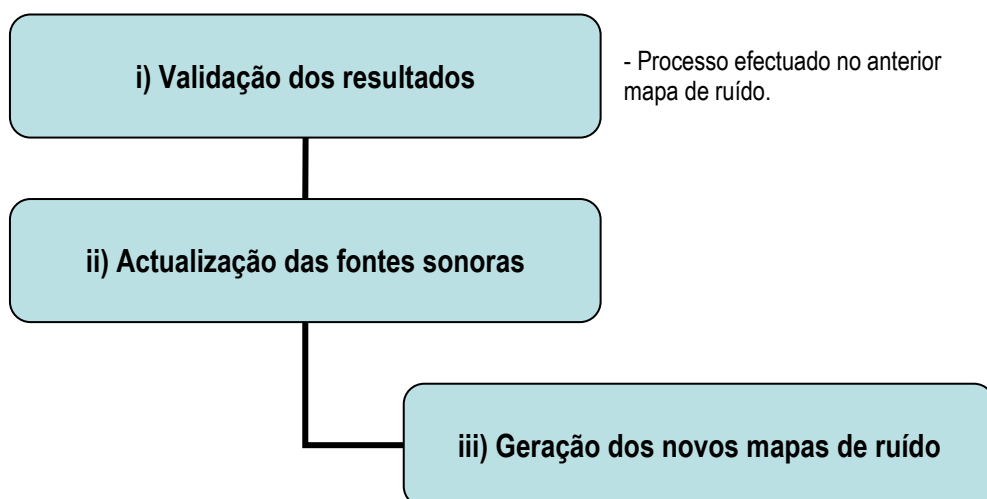 i) Validação dos resultados
- Processo efectuado no anterior
mapa de ruído.
ii) Actualização das fontes sonoras
iii) Geração dos novos mapas de ruído